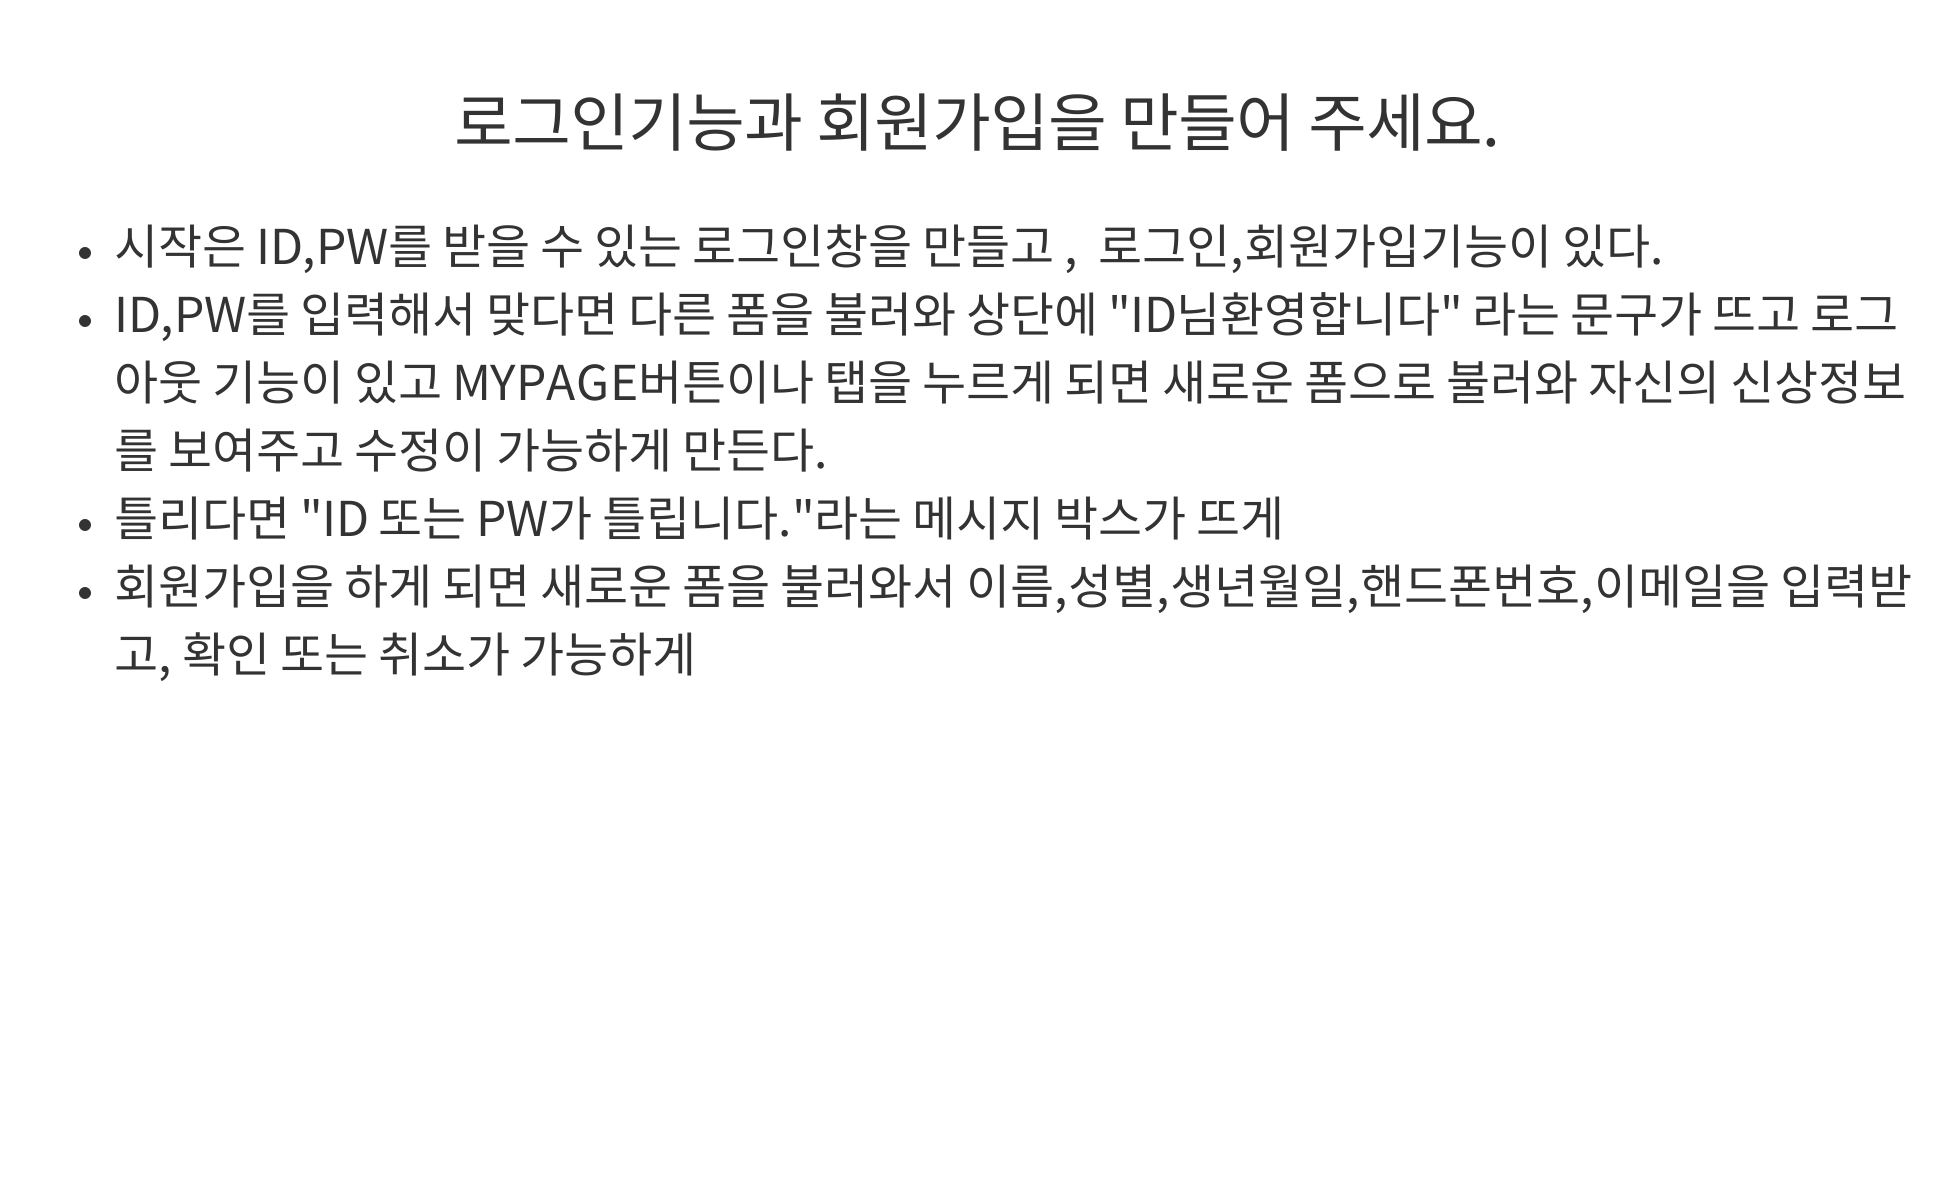 로그인기능과 회원가입을 만들어 주세요.
• 시작은 ID,PW를 받을 수 있는 로그인창을 만들고 ,  로그인,회원가입기능이 있다.
• ID,PW를 입력해서 맞다면 다른 폼을 불러와 상단에 "ID님환영합니다" 라는 문구가 뜨고 로그
아웃 기능이 있고 MYPAGE버튼이나 탭을 누르게 되면 새로운 폼으로 불러와 자신의 신상정보
를 보여주고 수정이 가능하게 만든다.
• 틀리다면 "ID 또는 PW가 틀립니다."라는 메시지 박스가 뜨게
• 회원가입을 하게 되면 새로운 폼을 불러와서 이름,성별,생년월일,핸드폰번호,이메일을 입력받
고, 확인 또는 취소가 가능하게